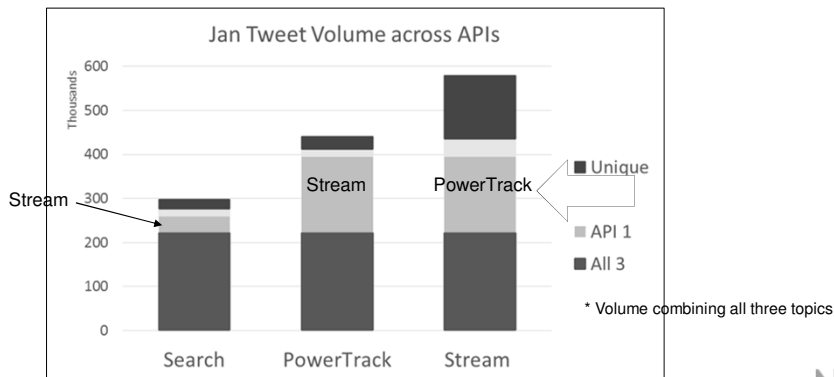 Jan Tweet Volume across APIs
Thousands
600
500
400
300
200
100
0
Stream
Stream
PowerTrack
Unique
API 1
All 3
* Volume combining all three topics
Search PowerTrack Stream